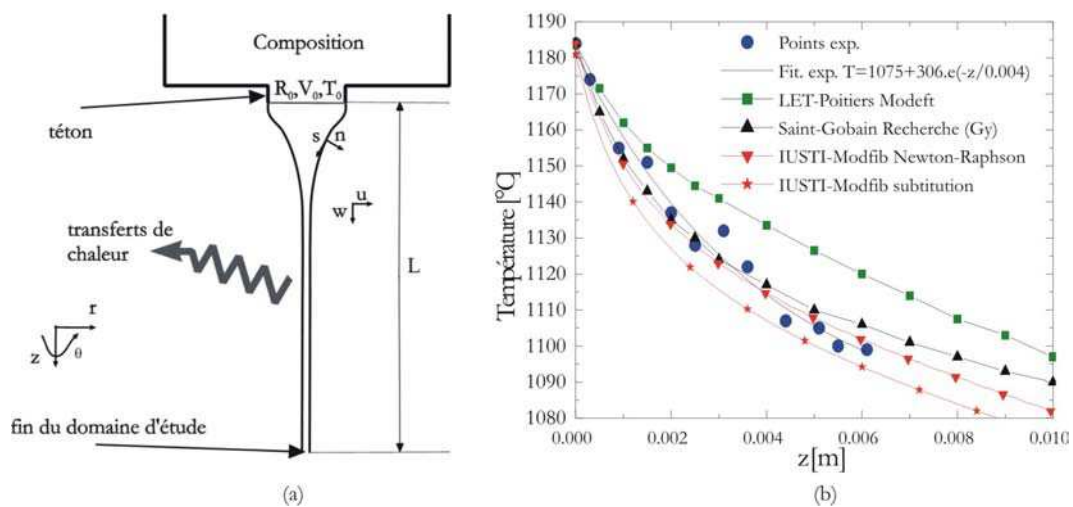 Composition
R₀,V₀,T₀
téton
s
n
u
w
transferts de
chaleur
L
r
z
θ
fin du domaine d'étude
(a)
1190
1180
1170
1160
1150
1140
1130
1120
1110
1100
1090
1080
Température [°C]
Points exp.
Fit. exp. T=1075+306.e(-z/0.004)
LET-Poitiers Modeft
Saint-Gobain Recherche (Gy)
IUSTI-Modfib Newton-Raphson
IUSTI-Modfib subtitution
0.000
0.002
0.004
0.006
0.008
0.010
z[m]
(b)